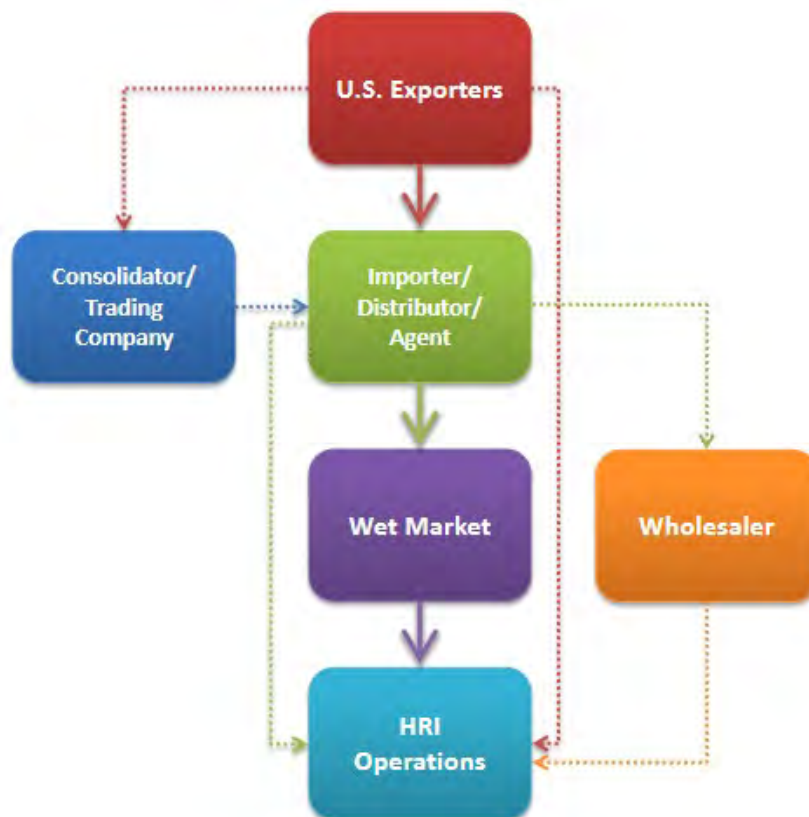 U.S. Exporters
Consolidator/
Trading
Company
Importer/
Distributor/
Agent
Wet Market
Wholesaler
HRI
Operations